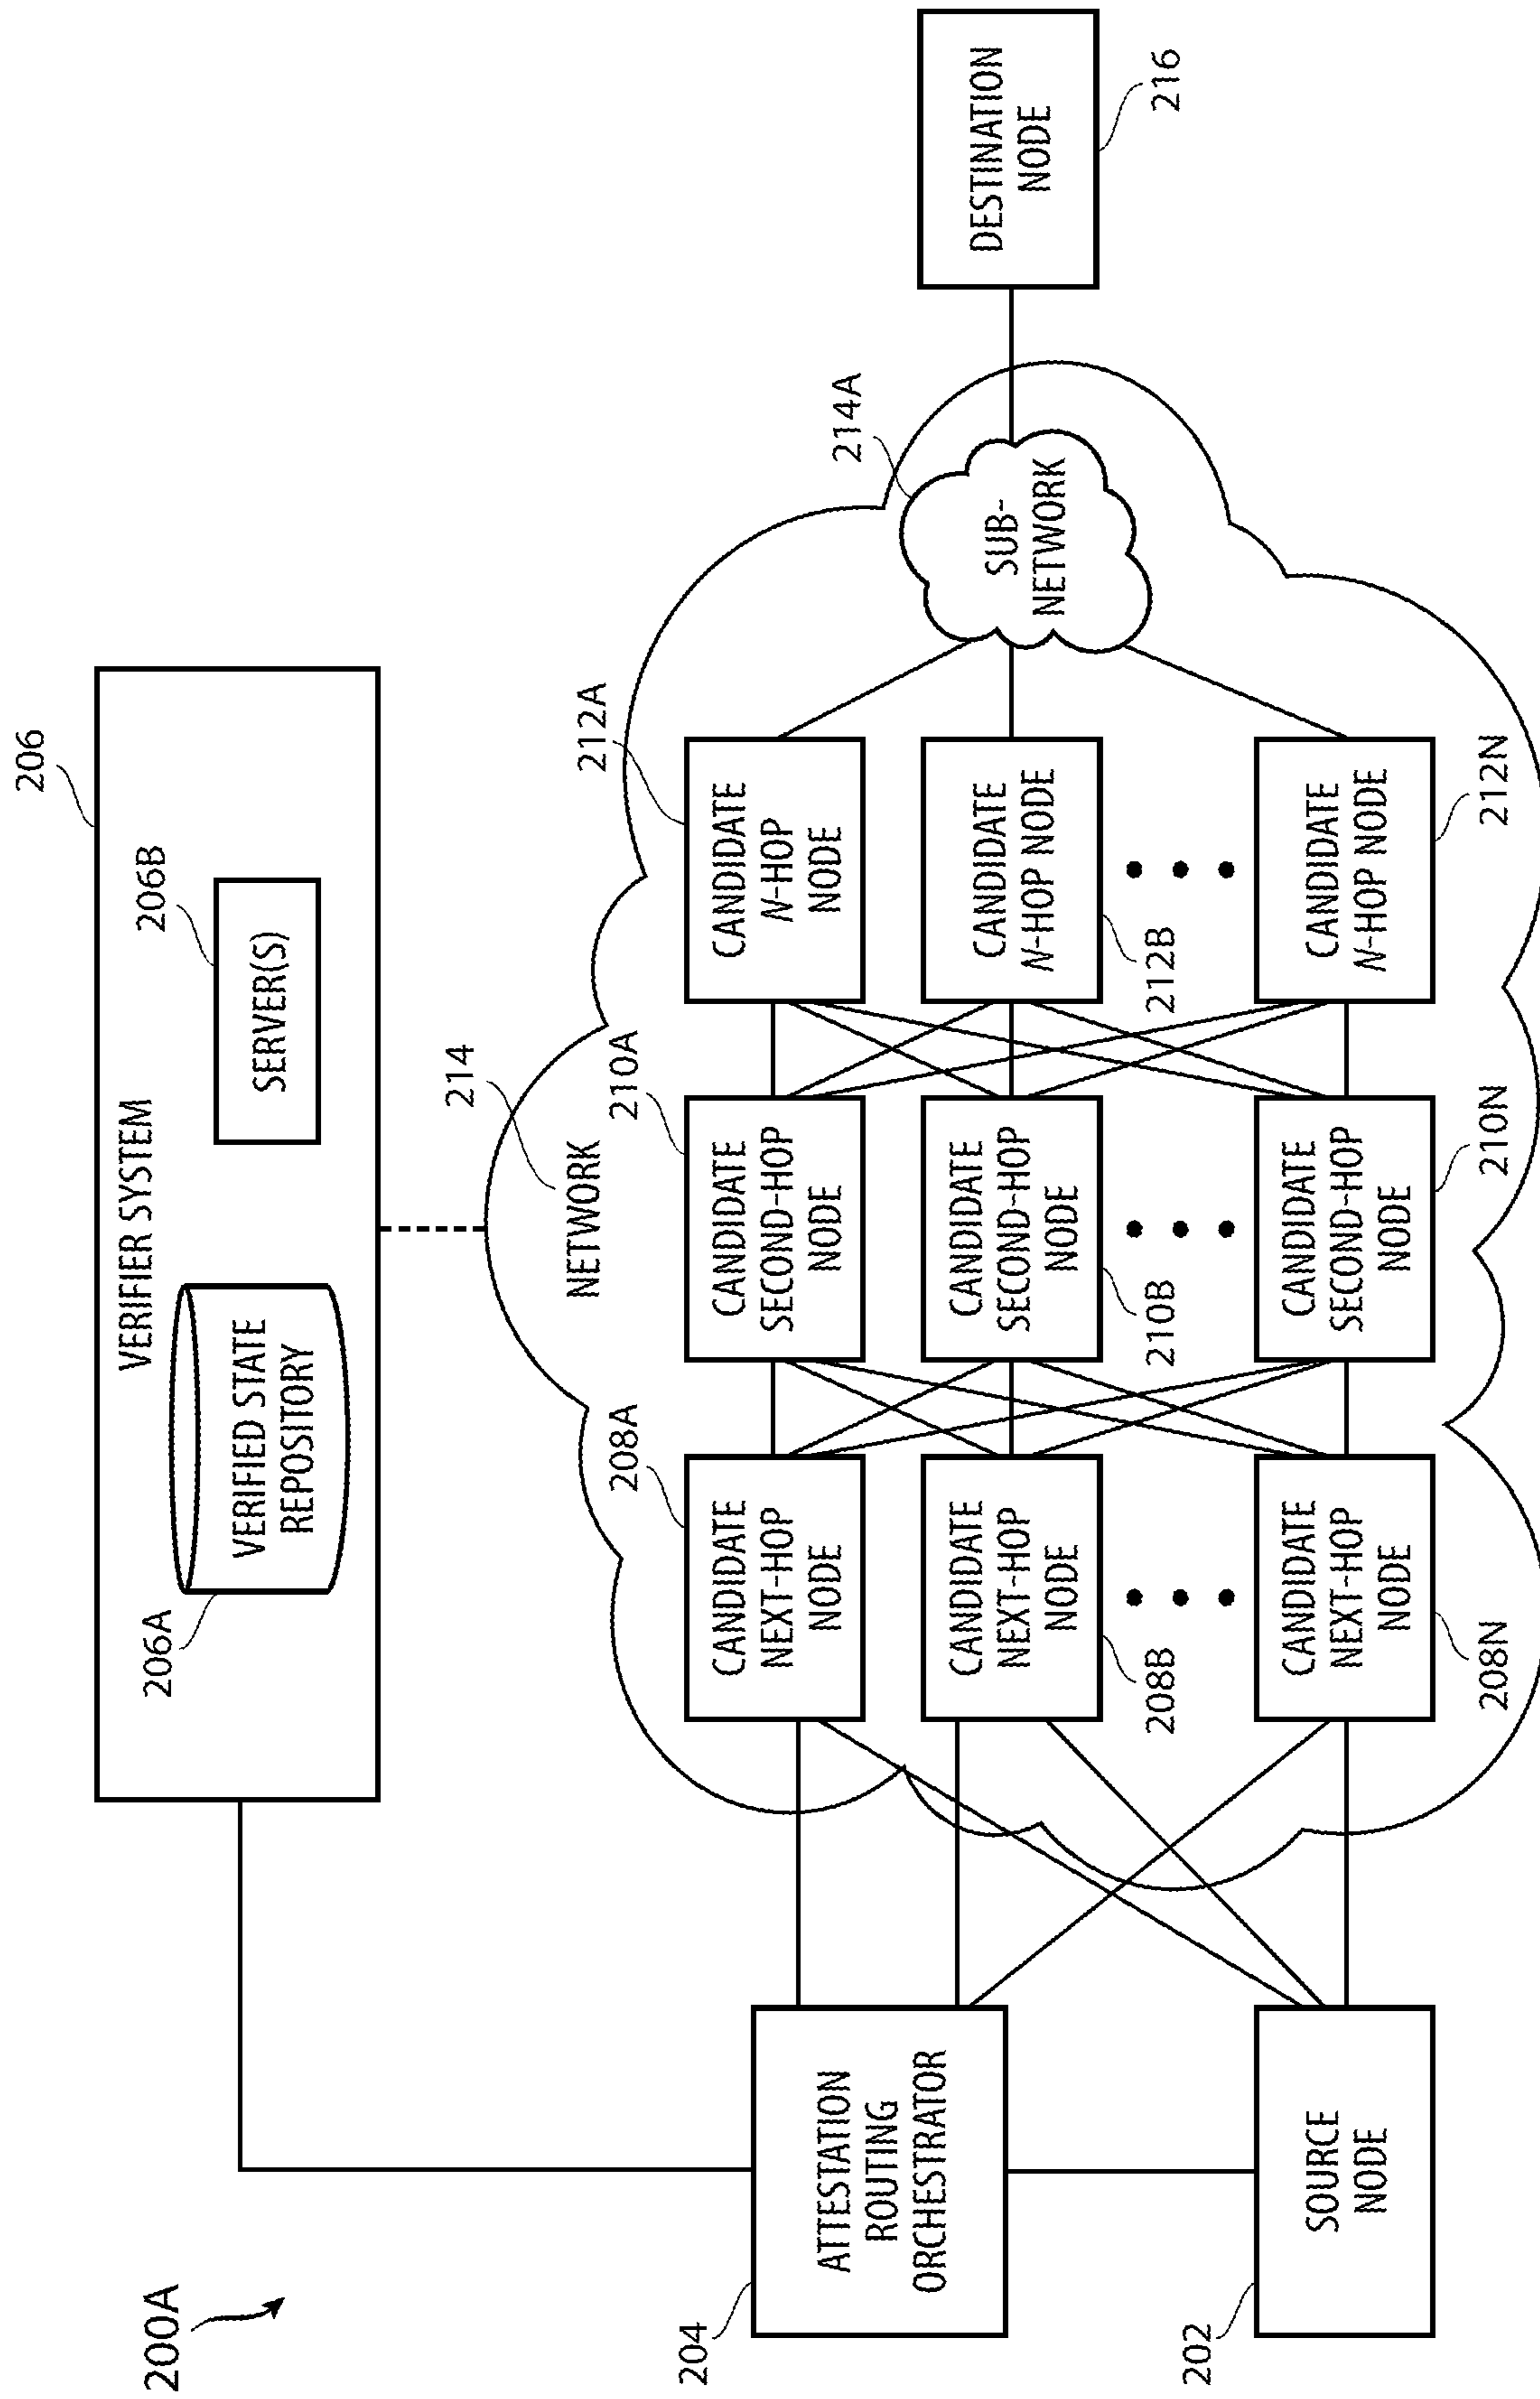 200A
206
VERIFIER SYSTEM
206A
VERIFIED STATE
REPOSITORY
206B
SERVER(S)
214
NETWORK
204
ATTESTATION
ROUTING
ORCHESTRATOR
202
SOURCE
NODE
208A
CANDIDATE
NEXT-HOP
NODE
210A
CANDIDATE
SECOND-HOP
NODE
212A
CANDIDATE
N-HOP
NODE
CANDIDATE
NEXT-HOP
NODE
208B
CANDIDATE
SECOND-HOP
NODE
210B
CANDIDATE
N-HOP NODE
212B
CANDIDATE
NEXT-HOP
NODE
208N
CANDIDATE
SECOND-HOP
NODE
210N
CANDIDATE
N-HOP NODE
212N
214A
SUB-
NETWORK
DESTINATION
NODE
216